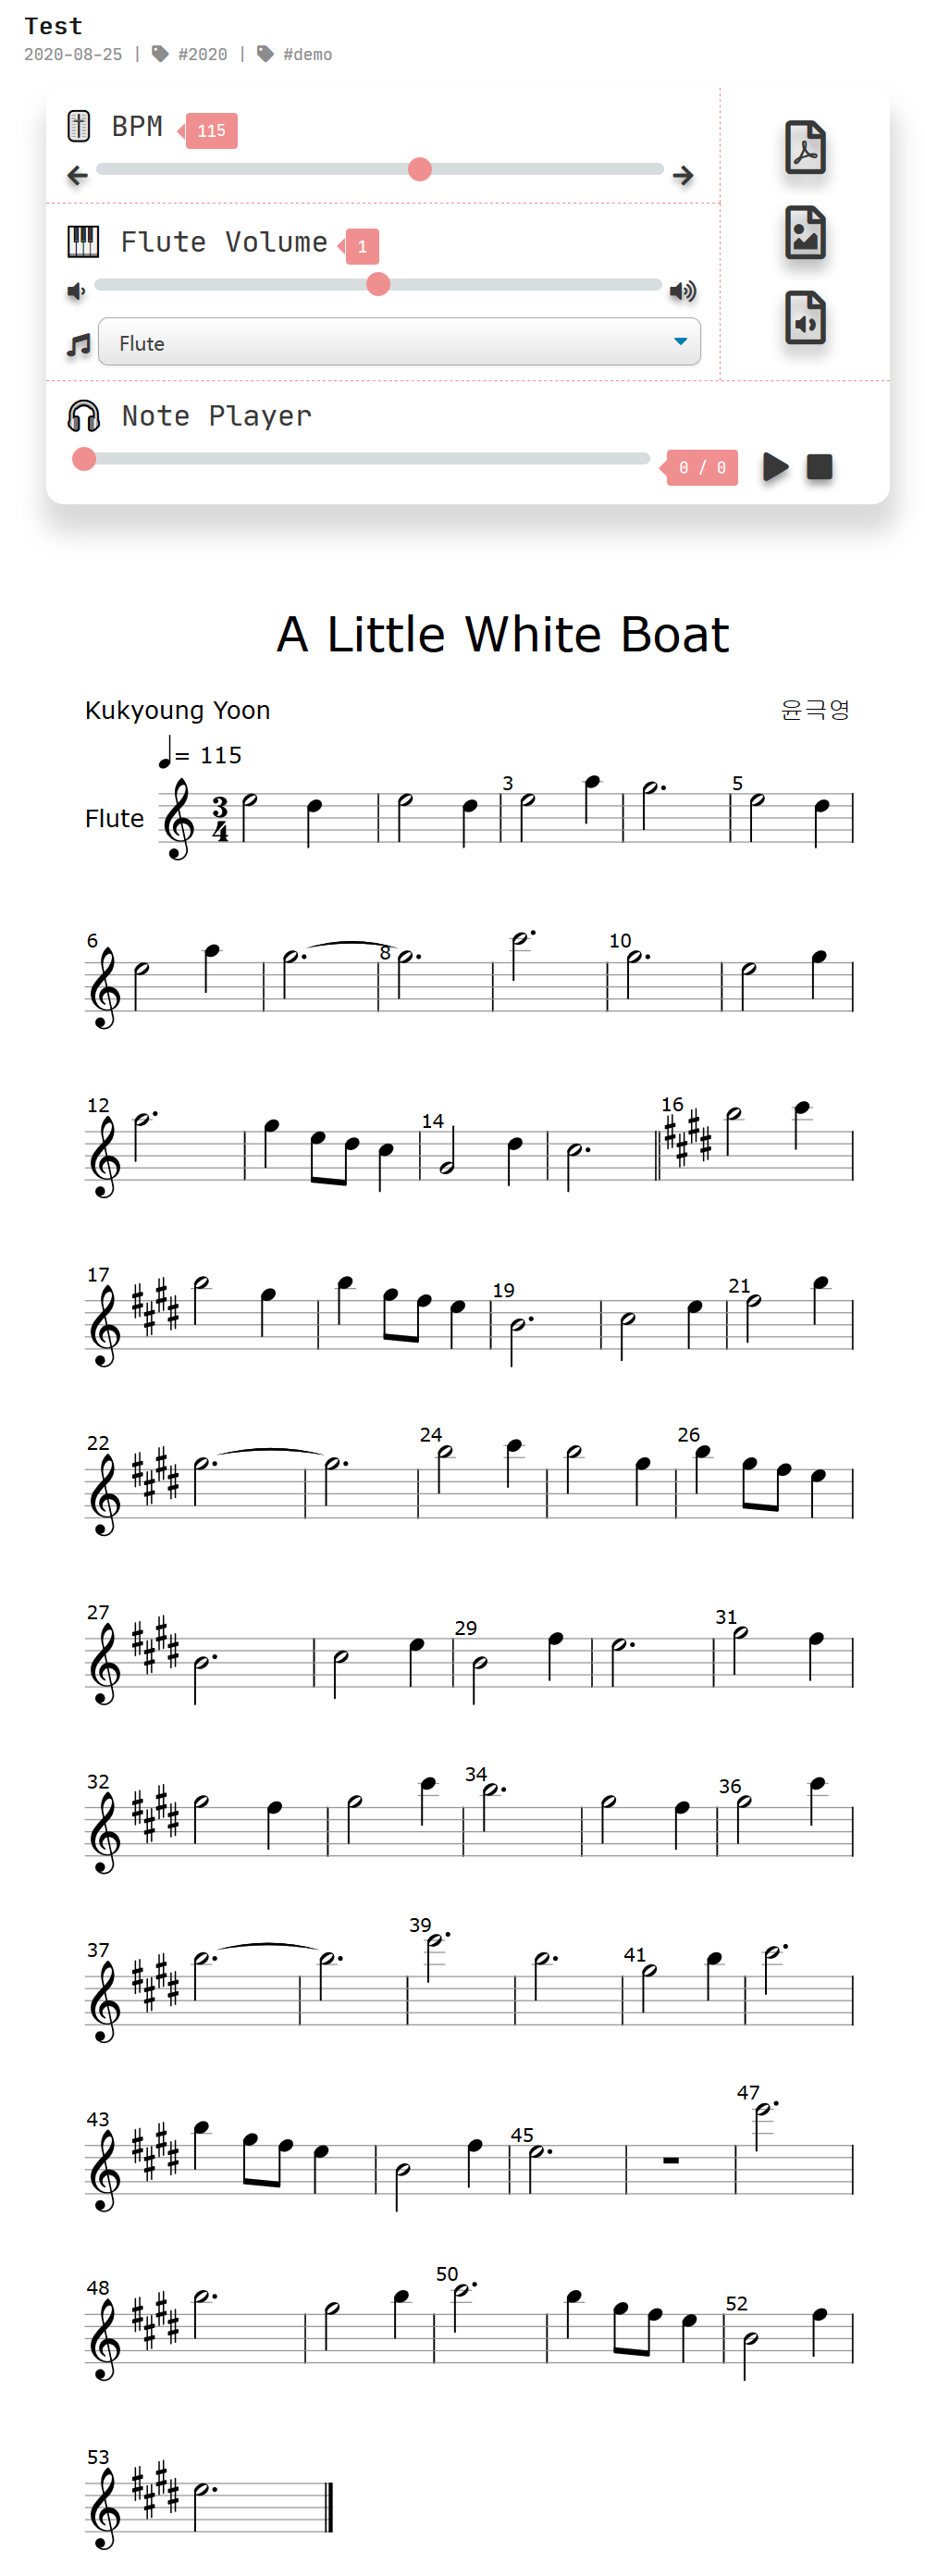 Test
2020-08-25 | #2020 | #demo
BPM 115
Flute Volume 1
Flute
Note Player
0 / 0
A Little White Boat
Kukyoung Yoon 윤극영
= 115
Flute 3 4 3 5
6 8 10
12 14 16
17 19 21
22 24 26
27 29 31
32 34 36
37 39 41
43 45 47
48 50 52
53